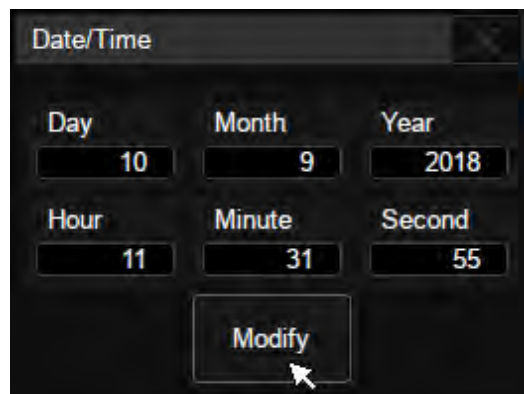 Date/Time
Day Month Year
10 9 2018
Hour Minute Second
11 31 55
Modify